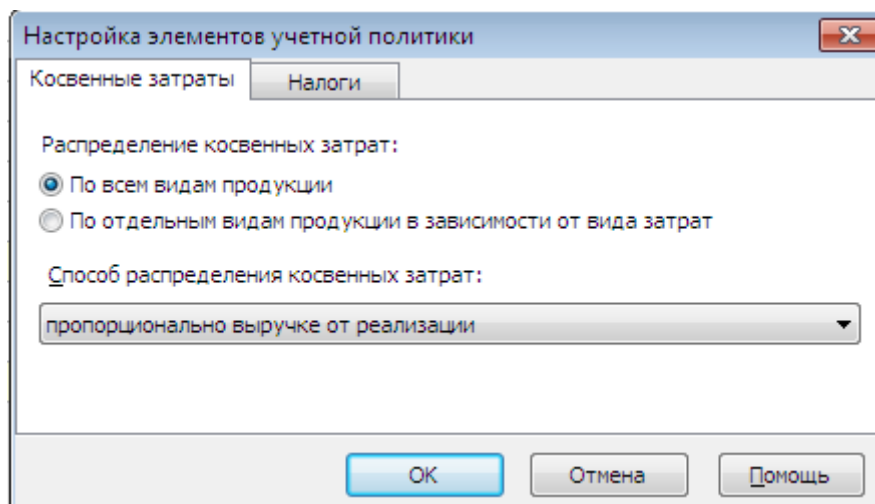 Настройка элементов учетной политики
Косвенные затраты
Налоги
Распределение косвенных затрат:
По всем видам продукции
По отдельным видам продукции в зависимости от вида затрат
Способ распределения косвенных затрат:
пропорционально выручке от реализации
ОК
Отмена
Помощь